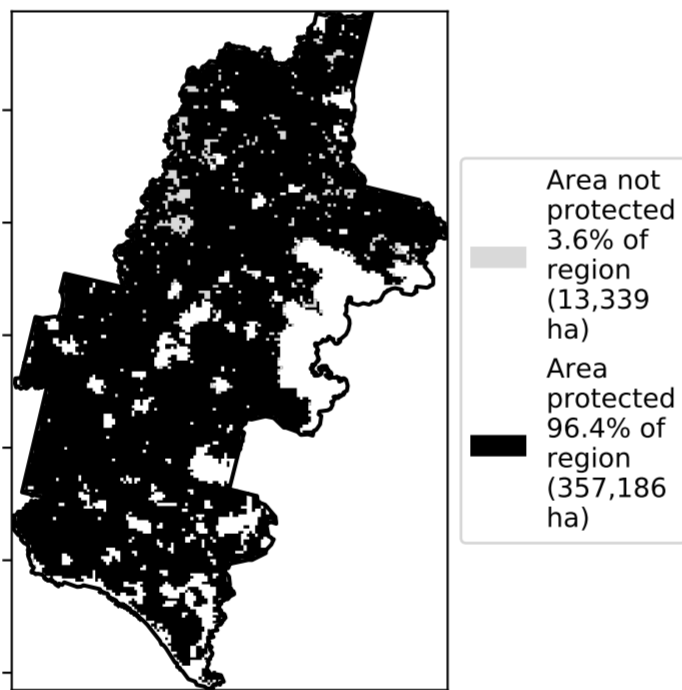 Area not
protected
3.6% of
region
(13,339
ha)
Area
protected
96.4% of
region
(357,186
ha)